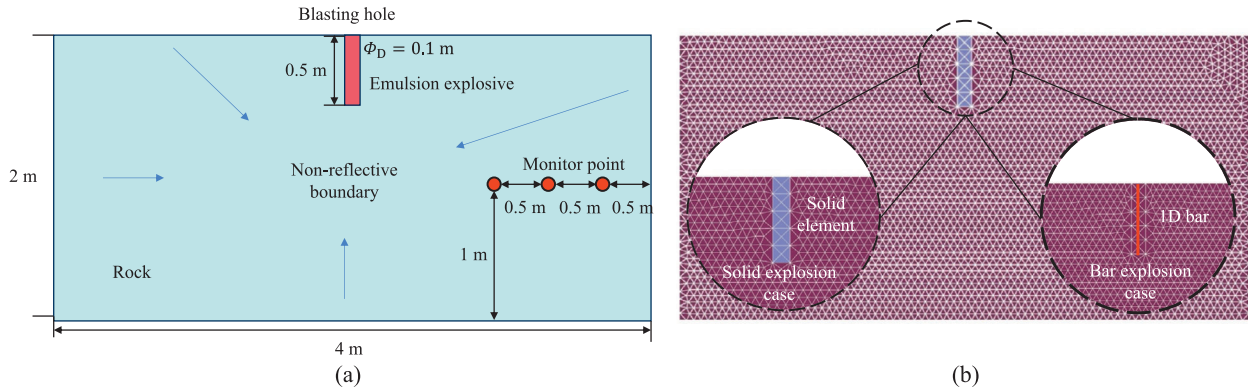 Blasting hole
Φ_D = 0.1 m
0.5 m
Emulsion explosive
Non-reflective
boundary
Monitor point
2 m
0.5 m 0.5 m 0.5 m
1 m
Rock
4 m
(a)
Solid
element
Solid explosion
case
1D bar
Bar explosion
case
(b)